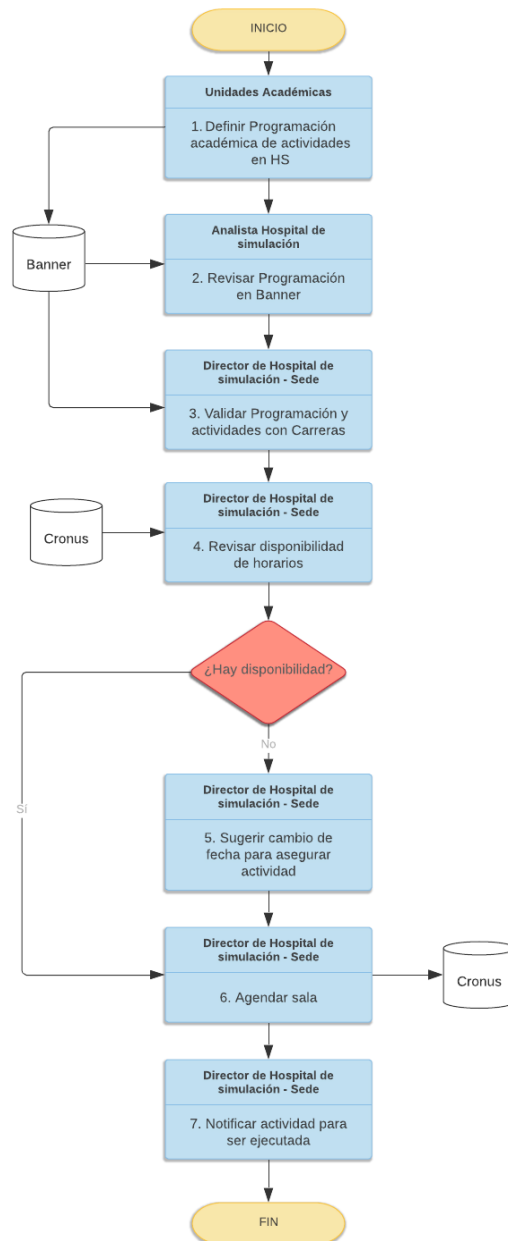 INICIO
Unidades Académicas
1. Definir Programación
académica de actividades
en HS
Analista Hospital de
simulación
2. Revisar Programación
en Banner
Banner
Director de Hospital de
simulación - Sede
3. Validar Programación y
actividades con Carreras
Director de Hospital de
simulación - Sede
4. Revisar disponibilidad
de horarios
Cronus
¿Hay disponibilidad?
No
Sí
Director de Hospital de
simulación - Sede
5. Sugerir cambio de
fecha para asegurar
actividad
Director de Hospital de
simulación - Sede
6. Agendar sala
Cronus
Director de Hospital de
simulación - Sede
7. Notificar actividad para
ser ejecutada
FIN